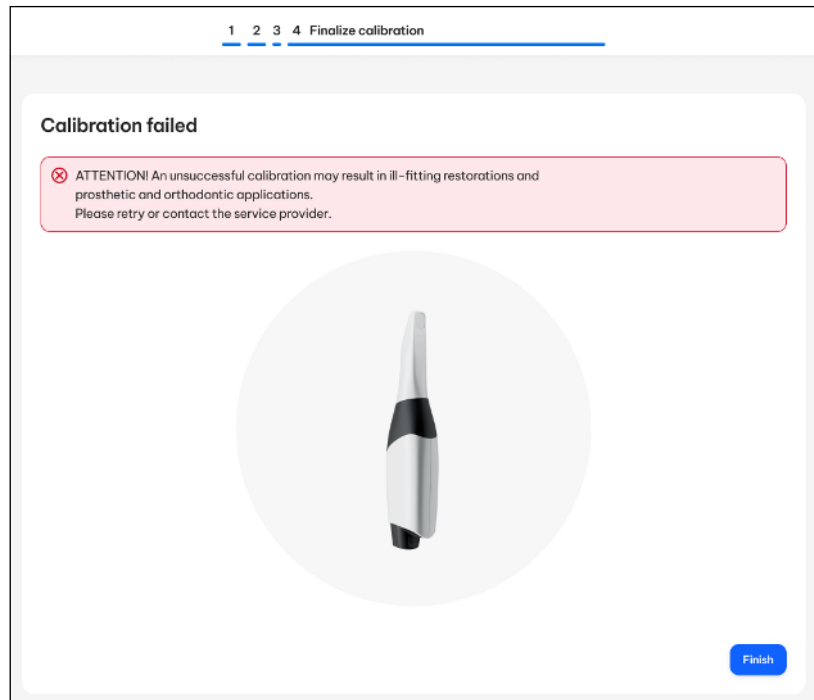 1 2 3 4 Finalize calibration
Calibration failed
ATTENTION! An unsuccessful calibration may result in ill-fitting restorations and
prosthetic and orthodontic applications.
Please retry or contact the service provider.
Finish